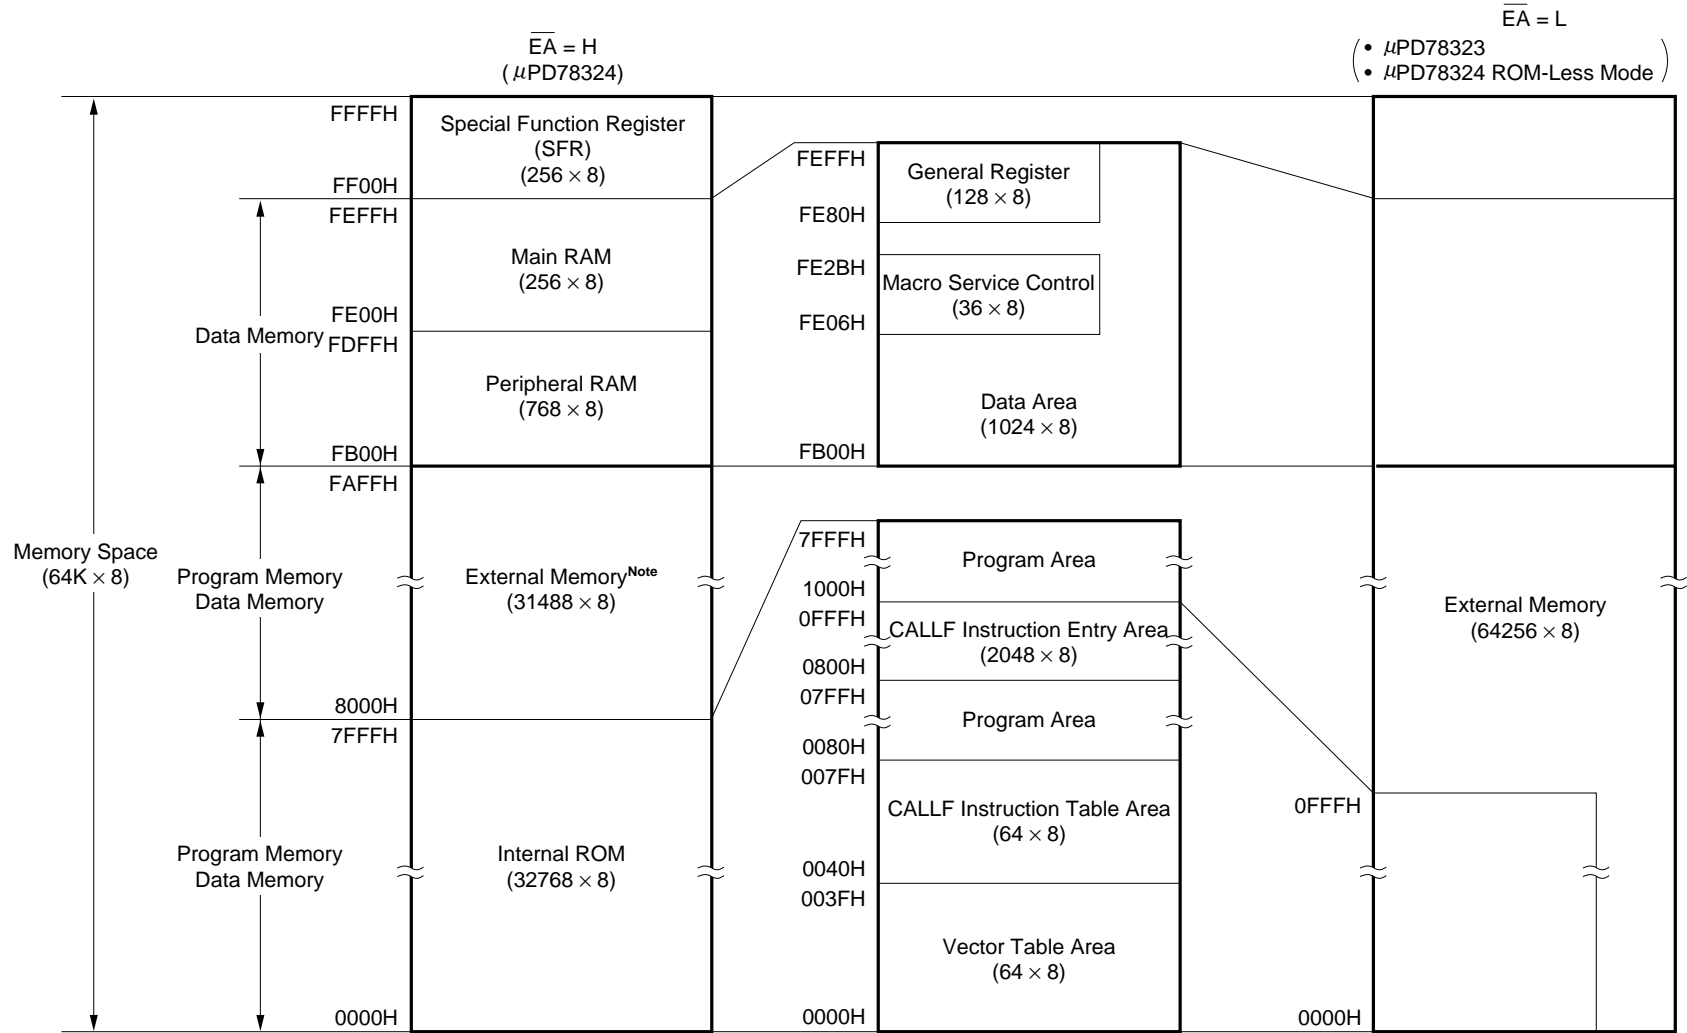 EA = H
(μPD78324)
EA = L
• μPD78323
• μPD78324 ROM-Less Mode
Memory Space
(64K × 8)
Data Memory
Program Memory
Data Memory
Program Memory
Data Memory
FFFFH
FF00H
FEFFH
FE00H
FDFFH
FB00H
FAFFH
8000H
7FFFH
0000H
Special Function Register
(SFR)
(256 × 8)
Main RAM
(256 × 8)
Peripheral RAM
(768 × 8)
External MemoryNote
(31488 × 8)
Internal ROM
(32768 × 8)
FEFFH
FE80H
FE2BH
FE06H
FB00H
General Register
(128 × 8)
Macro Service Control
(36 × 8)
Data Area
(1024 × 8)
7FFFH
1000H
0FFFH
0800H
07FFH
0080H
007FH
0040H
003FH
0000H
Program Area
CALLF Instruction Entry Area
(2048 × 8)
Program Area
CALLF Instruction Table Area
(64 × 8)
Vector Table Area
(64 × 8)
External Memory
(64256 × 8)
0FFFH
0000H